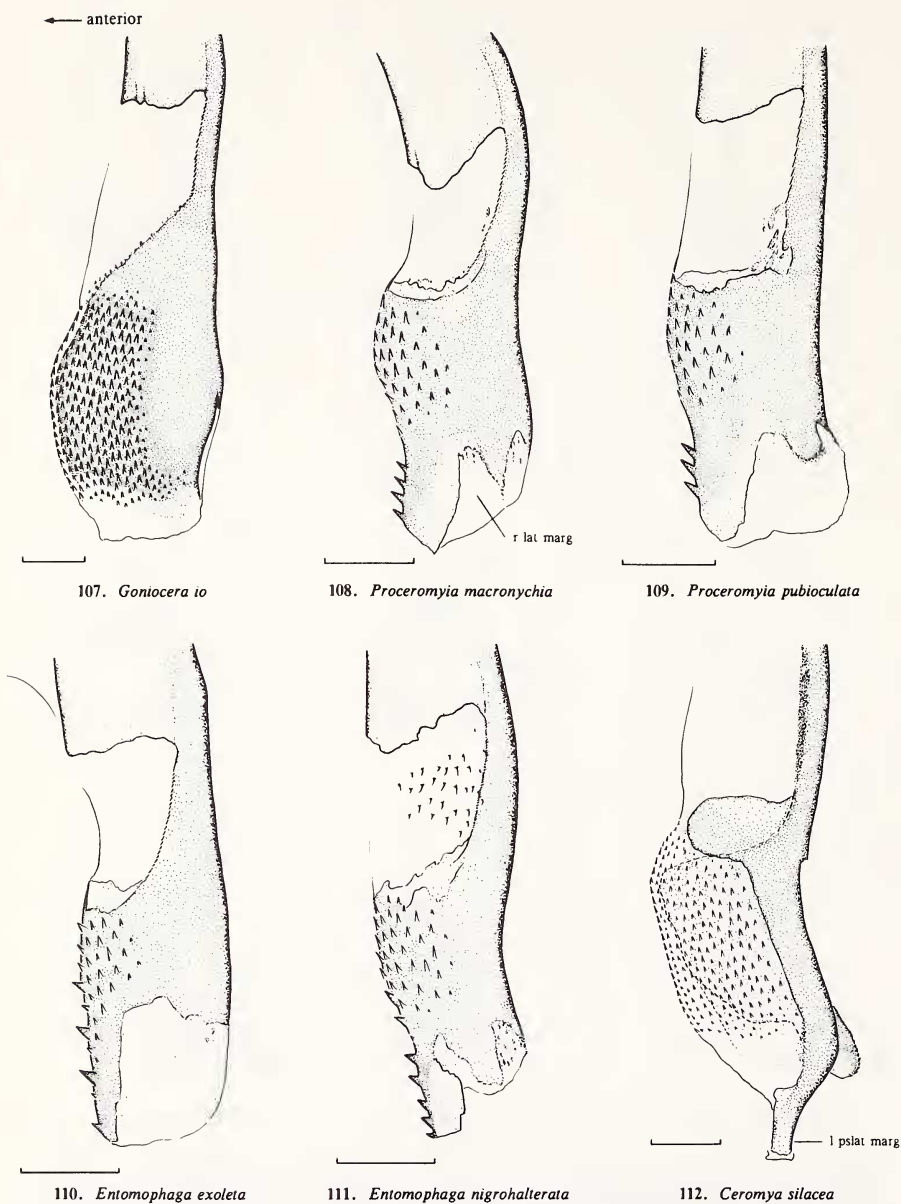 anterior
r lat marg
107. Goniocera io
108. Proceromyia macronychia
109. Proceromyia pubioculata
l pslat marg
110. Entomophaga exoleta
111. Entomophaga nigrohalterata
112. Ceromya silacea